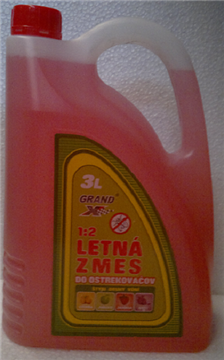 3L
GRAND
X
1:2
LETNÁ
ZMES
DO OSTREKOVAČOV